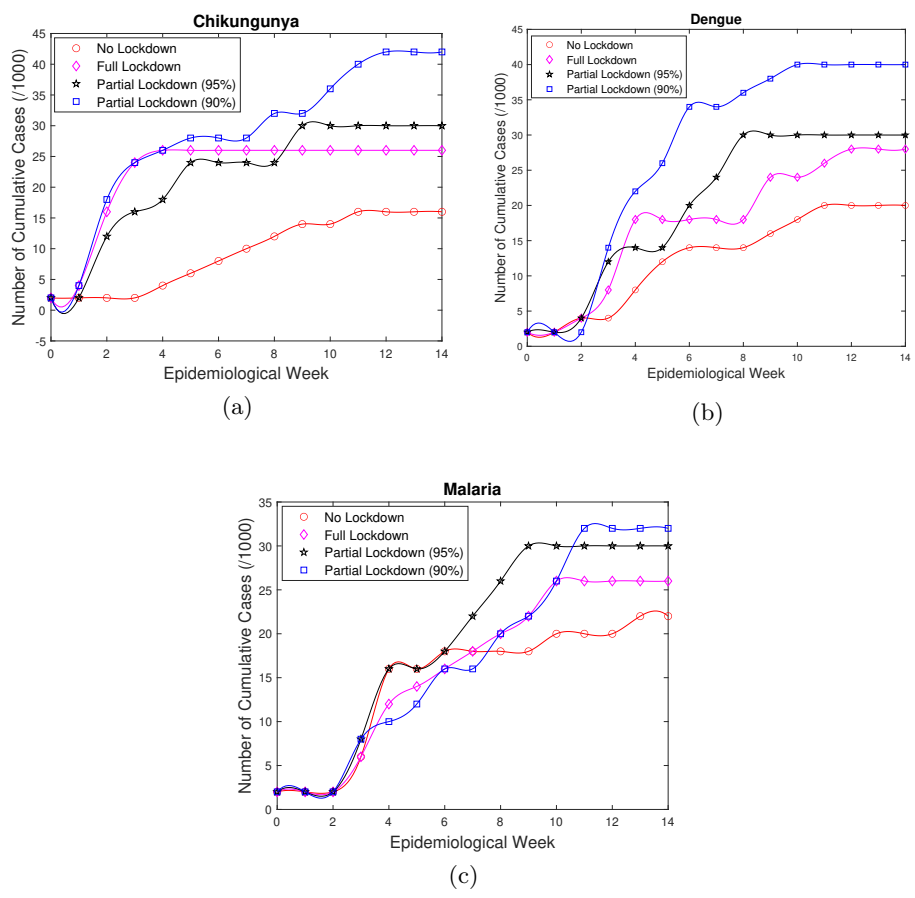 Chikungunya
45
40
35
30
25
20
15
10
5
0
-5
Number of Cumulative Cases (/1000)
No Lockdown
Full Lockdown
Partial Lockdown (95%)
Partial Lockdown (90%)
0 2 4 6 8 10 12 14
Epidemiological Week
(a)
Dengue
45
40
35
30
25
20
15
10
5
0
Number of Cumulative Cases (/1000)
No Lockdown
Full Lockdown
Partial Lockdown (95%)
Partial Lockdown (90%)
0 2 4 6 8 10 12 14
Epidemiological Week
(b)
Malaria
35
30
25
20
15
10
5
0
Number of Cumulative Cases (/1000)
No Lockdown
Full Lockdown
Partial Lockdown (95%)
Partial Lockdown (90%)
0 2 4 6 8 10 12 14
Epidemiological Week
(c)